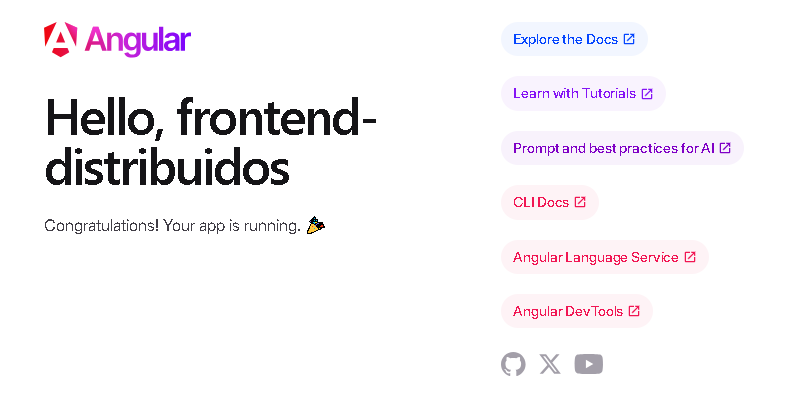 Angular
Hello, frontend-
distribuidos
Congratulations! Your app is running. 🎉
Explore the Docs
Learn with Tutorials
Prompt and best practices for AI
CLI Docs
Angular Language Service
Angular DevTools